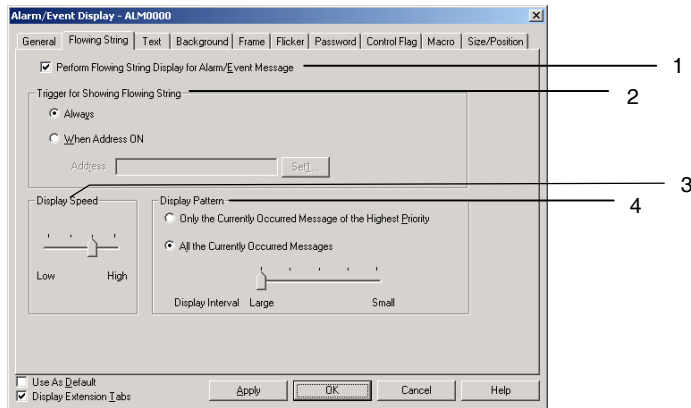 Alarm/Event Display - ALM0000
General Flowing String Text Background Frame Flicker Password Control Flag Macro Size/Position
Perform Flowing String Display for Alarm/Event Message
1
Trigger for Showing Flowing String
2
Always
When Address ON
Address
Set1...
3
Display Speed
Display Pattern
4
Only the Currently Occurred Message of the Highest Priority
All the Currently Occurred Messages
Low High
Display Interval Large Small
Use As Default
Display Extension Tabs
Apply OK Cancel Help